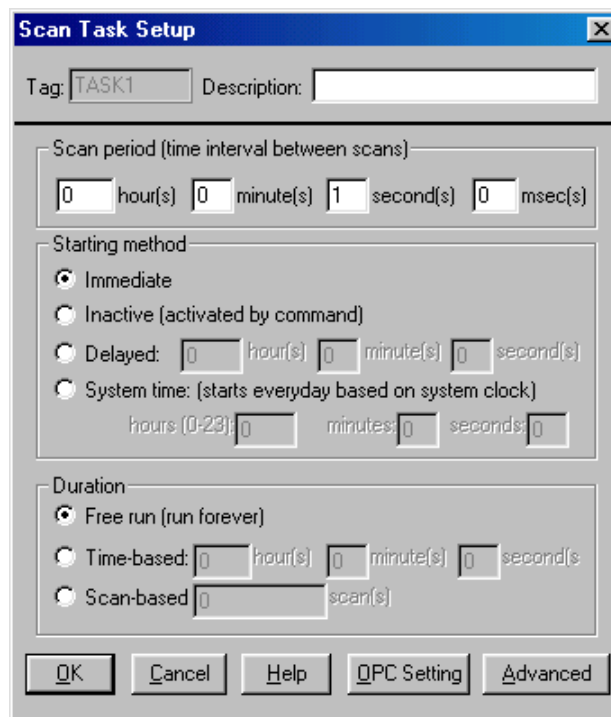 Scan Task Setup
Tag: TASK1 Description:
Scan period (time interval between scans)
0 hour(s) 0 minute(s) 1 second(s) 0 msec(s)
Starting method
Immediate
Inactive (activated by command)
Delayed: 0 hour(s) 0 minute(s) 0 second(s)
System time: (starts everyday based on system clock)
hours (0-23): 0 minutes: 0 seconds: 0
Duration
Free run (run forever)
Time-based: 0 hour(s) 0 minute(s) 0 second(s
Scan-based 0 scan(s)
OK Cancel Help OPC Setting Advanced